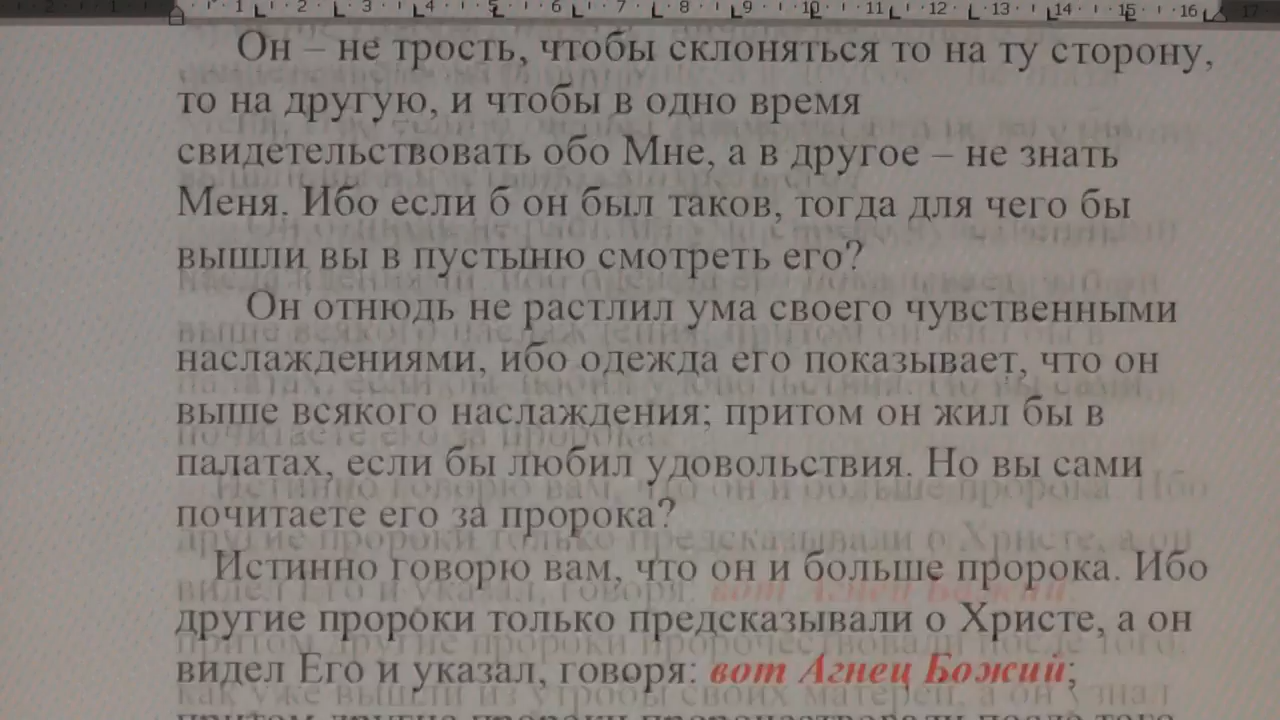 Он – не трость, чтобы склоняться то на ту сторону,
то на другую, и чтобы в одно время
свидетельствовать обо Мне, а в другое – не знать
Меня. Ибо если б он был таков, тогда для чего бы
вышли вы в пустыню смотреть его?
Он отнюдь не растлил ума своего чувственными
наслаждениями, ибо одежда его показывает, что он
выше всякого наслаждения; притом он жил бы в
палатах, если бы любил удовольствия. Но вы сами
почитаете его за пророка?
Истинно говорю вам, что он и больше пророка. Ибо
другие пророки только предсказывали о Христе, а он
видел Его и указал, говоря: вот Агнец Божий;